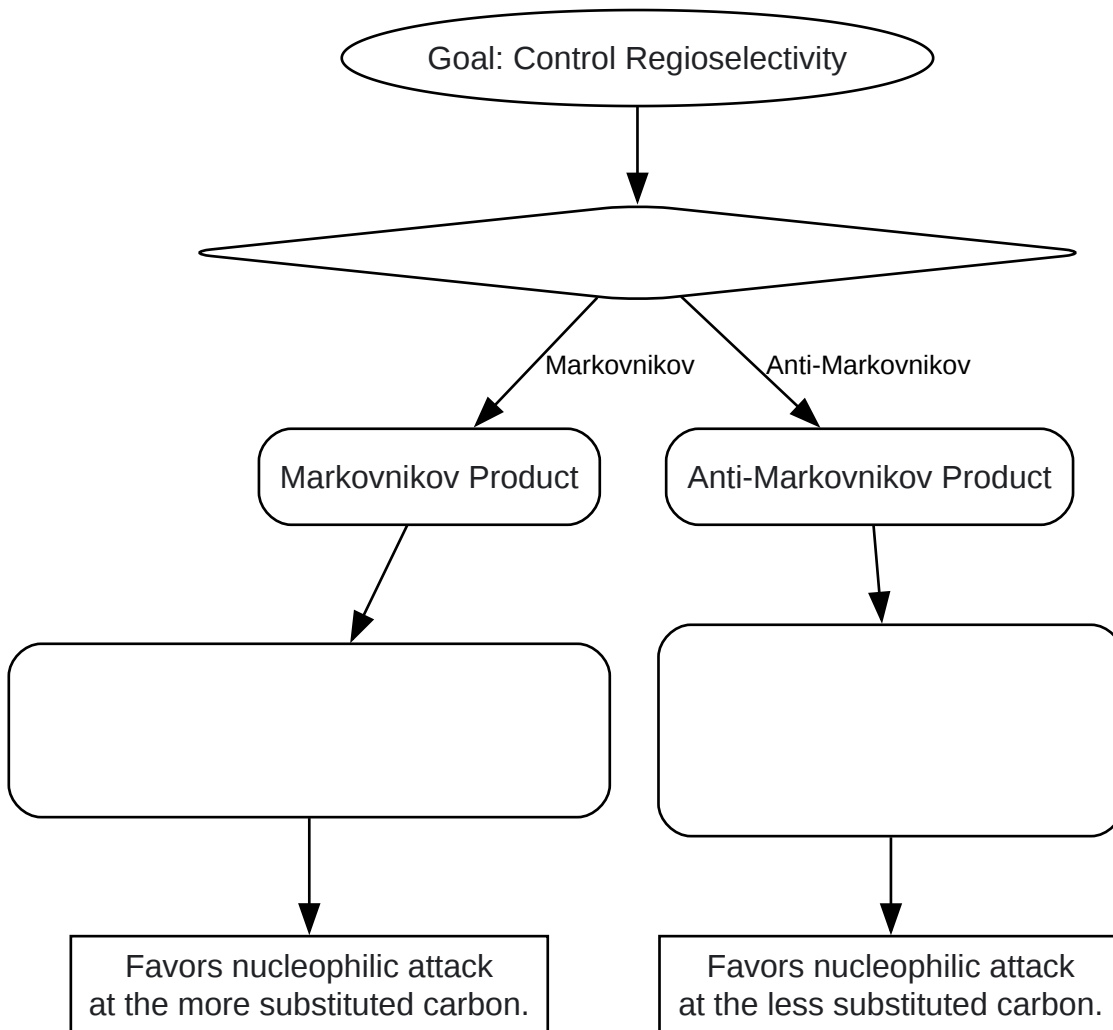 Goal: Control Regioselectivity
Markovnikov
Anti-Markovnikov
Markovnikov Product
Anti-Markovnikov Product
Favors nucleophilic attack
at the more substituted carbon.
Favors nucleophilic attack
at the less substituted carbon.